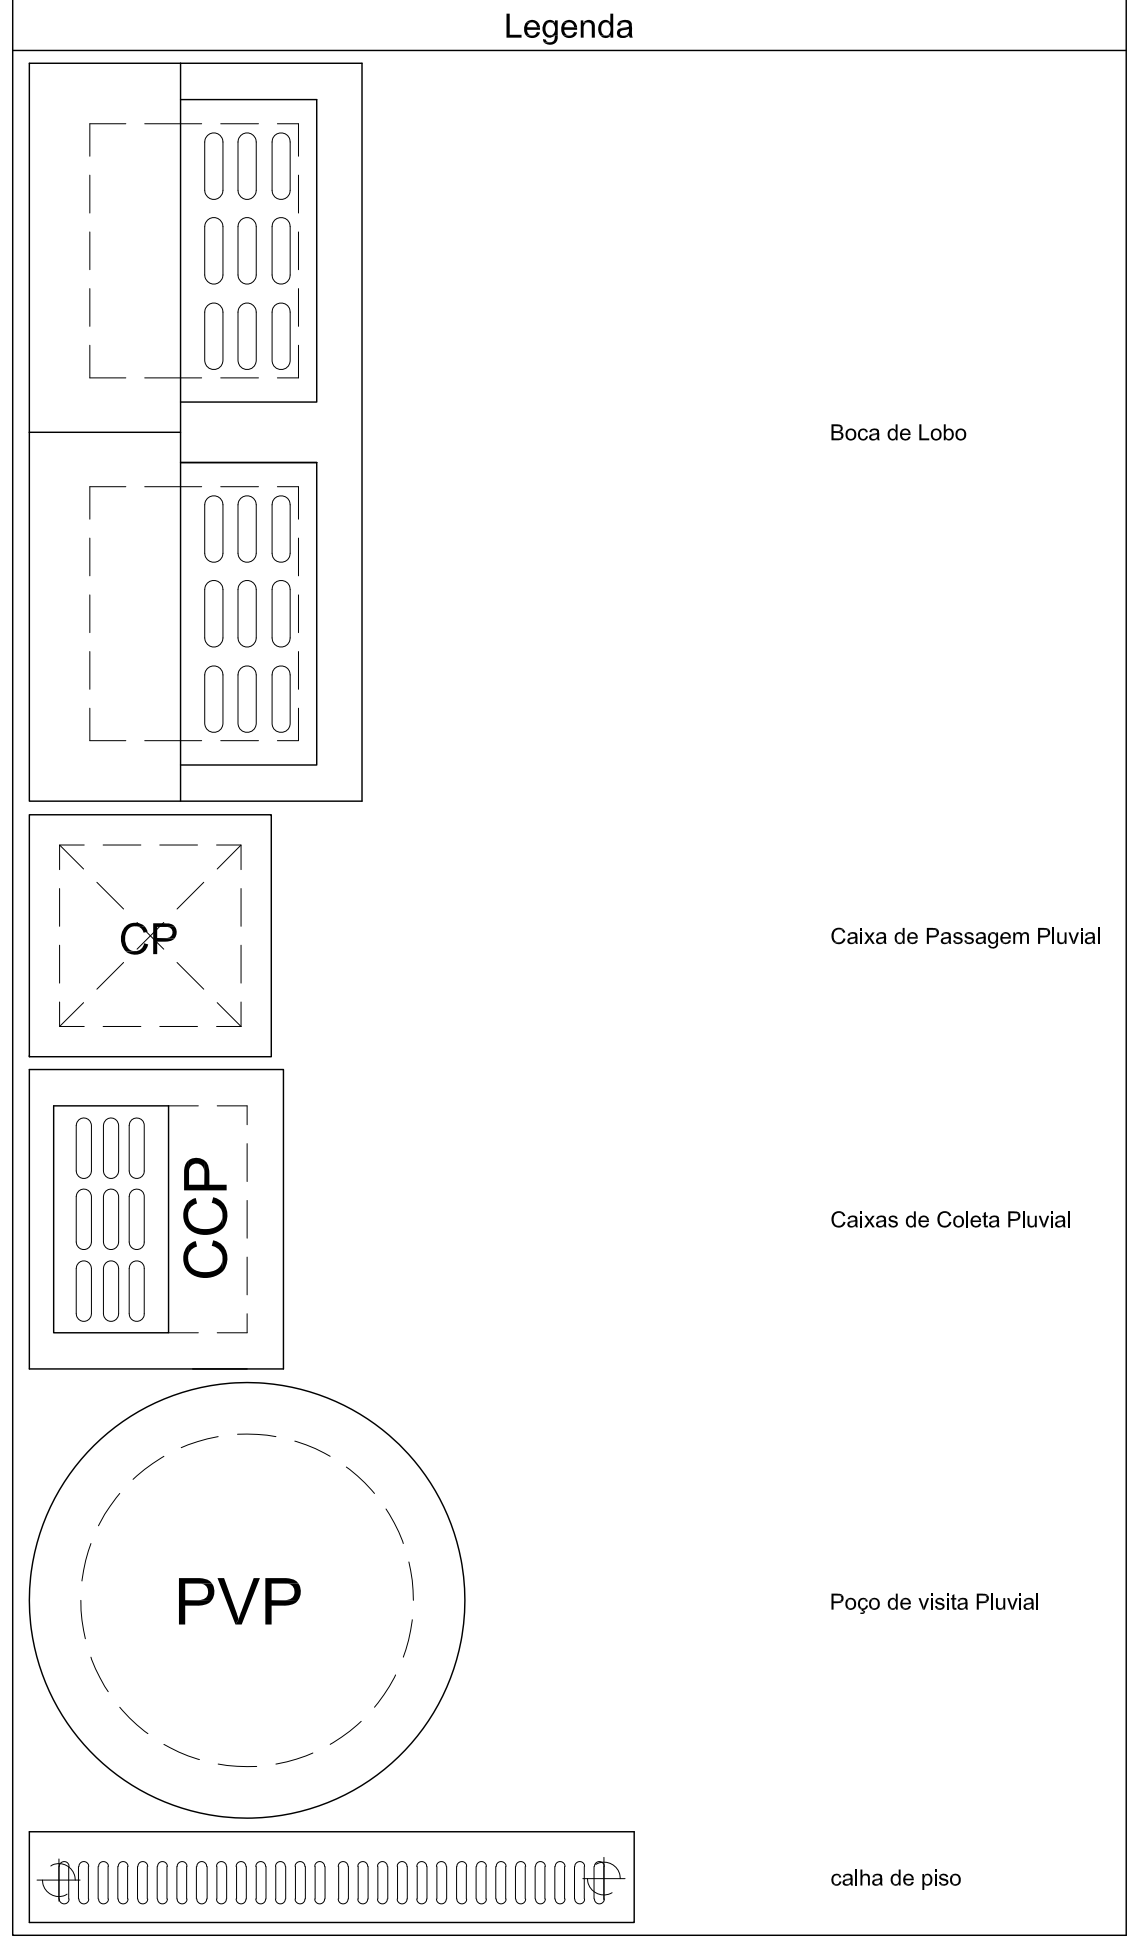 Legenda
Boca de Lobo
CP
Caixa de Passagem Pluvial
CCP
Caixas de Coleta Pluvial
PVP
Poço de visita Pluvial
calha de piso